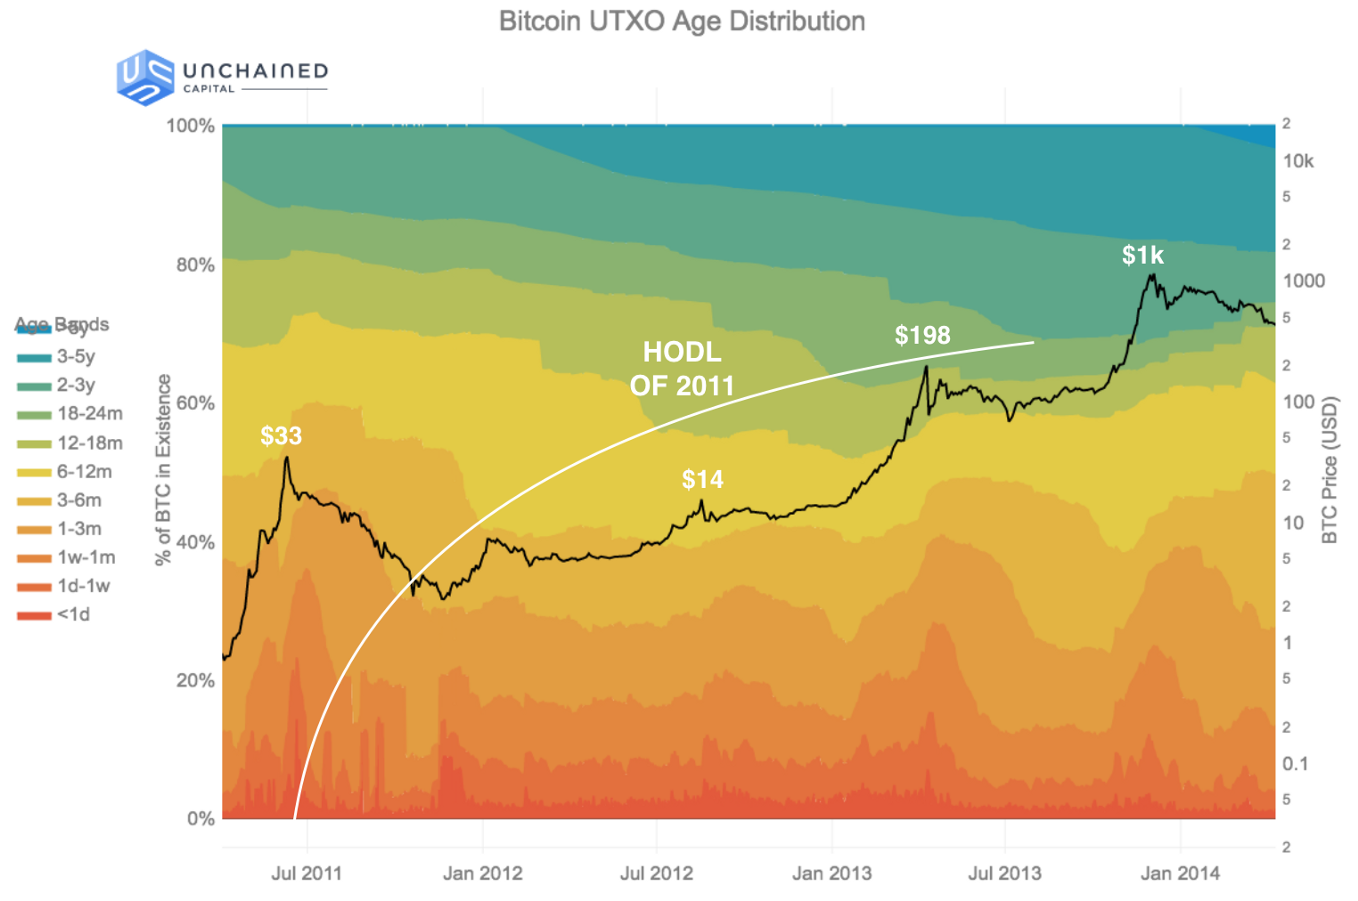 Bitcoin UTXO Age Distribution
UNCHAINED
CAPITAL
100%
80%
60%
40%
20%
0%
% of BTC in Existence
Age Bands
>5y
3-5y
2-3y
18-24m
12-18m
6-12m
3-6m
1-3m
1w-1m
1d-1w
<1d
$33
HODL
OF 2011
$14
$198
$1k
2
10k
5
2
1000
5
2
100
5
2
10
5
2
1
5
2
0.1
5
2
BTC Price (USD)
Jul 2011
Jan 2012
Jul 2012
Jan 2013
Jul 2013
Jan 2014